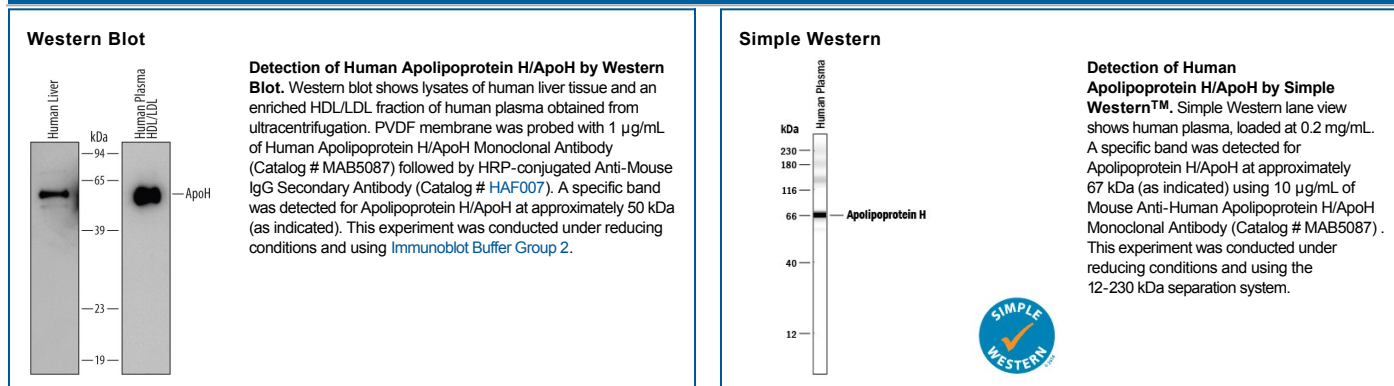 Western Blot
Human Liver
kDa
Human Plasma
HDL/LDL
94
65
ApoH
39
23
19
Detection of Human Apolipoprotein H/ApoH by Western
Blot. Western blot shows lysates of human liver tissue and an
enriched HDL/LDL fraction of human plasma obtained from
ultracentrifugation. PVDF membrane was probed with 1 µg/mL
of Human Apolipoprotein H/ApoH Monoclonal Antibody
(Catalog # MAB5087) followed by HRP-conjugated Anti-Mouse
IgG Secondary Antibody (Catalog # HAF007). A specific band
was detected for Apolipoprotein H/ApoH at approximately 50 kDa
(as indicated). This experiment was conducted under reducing
conditions and using Immunoblot Buffer Group 2.
Simple Western
Human Plasma
kDa
230
180
116
66
Apolipoprotein H
40
12
SIMPLE
WESTERN
Detection of Human
Apolipoprotein H/ApoH by Simple
Western™. Simple Western lane view
shows human plasma, loaded at 0.2 mg/mL.
A specific band was detected for
Apolipoprotein H/ApoH at approximately
67 kDa (as indicated) using 10 µg/mL of
Mouse Anti-Human Apolipoprotein H/ApoH
Monoclonal Antibody (Catalog # MAB5087) .
This experiment was conducted under
reducing conditions and using the
12-230 kDa separation system.